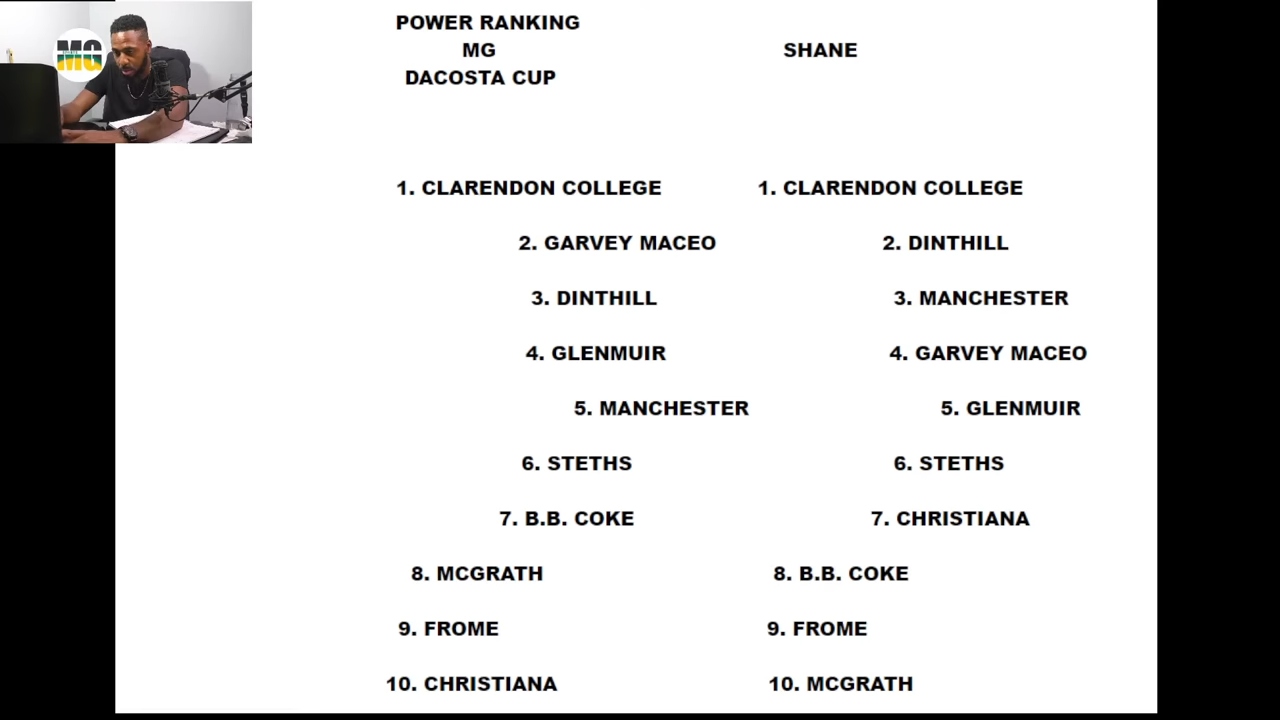 MG
POWER RANKING
MG
DACOSTA CUP
SHANE
1. CLARENDON COLLEGE
2. GARVEY MACEO
3. DINTHILL
4. GLENMUIR
5. MANCHESTER
6. STETHS
7. B.B. COKE
8. MCGRATH
9. FROME
10. CHRISTIANA
1. CLARENDON COLLEGE
2. DINTHILL
3. MANCHESTER
4. GARVEY MACEO
5. GLENMUIR
6. STETHS
7. CHRISTIANA
8. B.B. COKE
9. FROME
10. MCGRATH